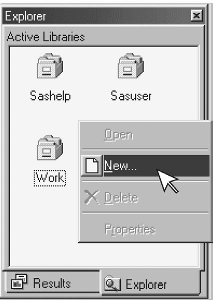 Explorer
Active Libraries
Sashelp Sasuser
Work
Open
New...
Delete
Properties
Results Explorer